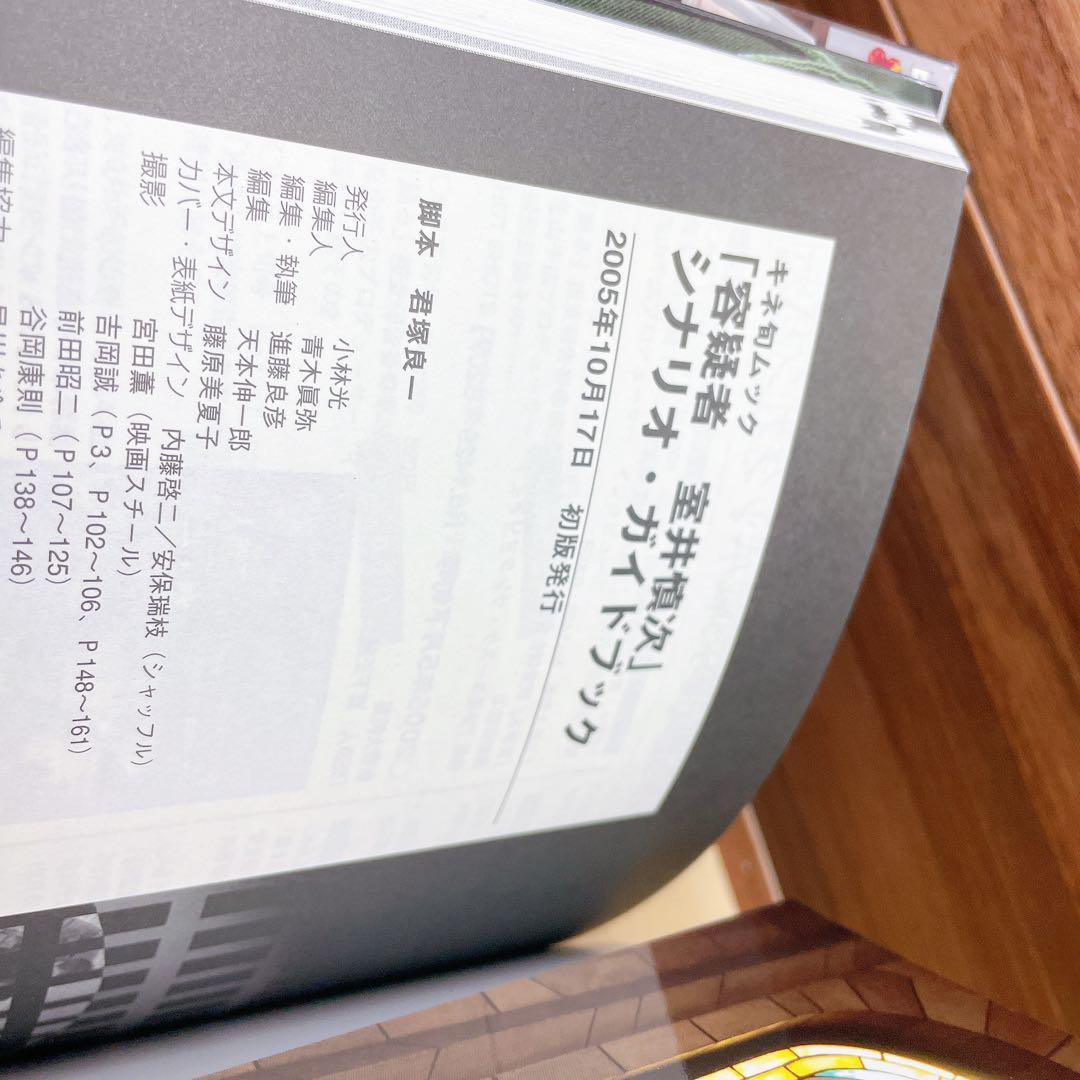 キネ旬ムック
「容疑者　室井慎次」
シナリオ・ガイドブック
2005年10月17日　初版発行
脚本　君塚良一
発行人　小林光
編集人　青木眞弥
編集・執筆　進藤良彦
編集　天本伸一郎
本文デザイン　藤原美夏子
カバー・表紙デザイン　内藤啓二／安保瑞枝（シャッフル）
撮影　宮田薫（映画スチール）
吉岡誠（P3、P102〜106、P148〜161）
前田昭二（P107〜125）
谷岡康則（P138〜146）
編集協力